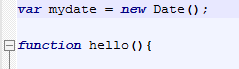 var mydate = new Date();
function hello(){